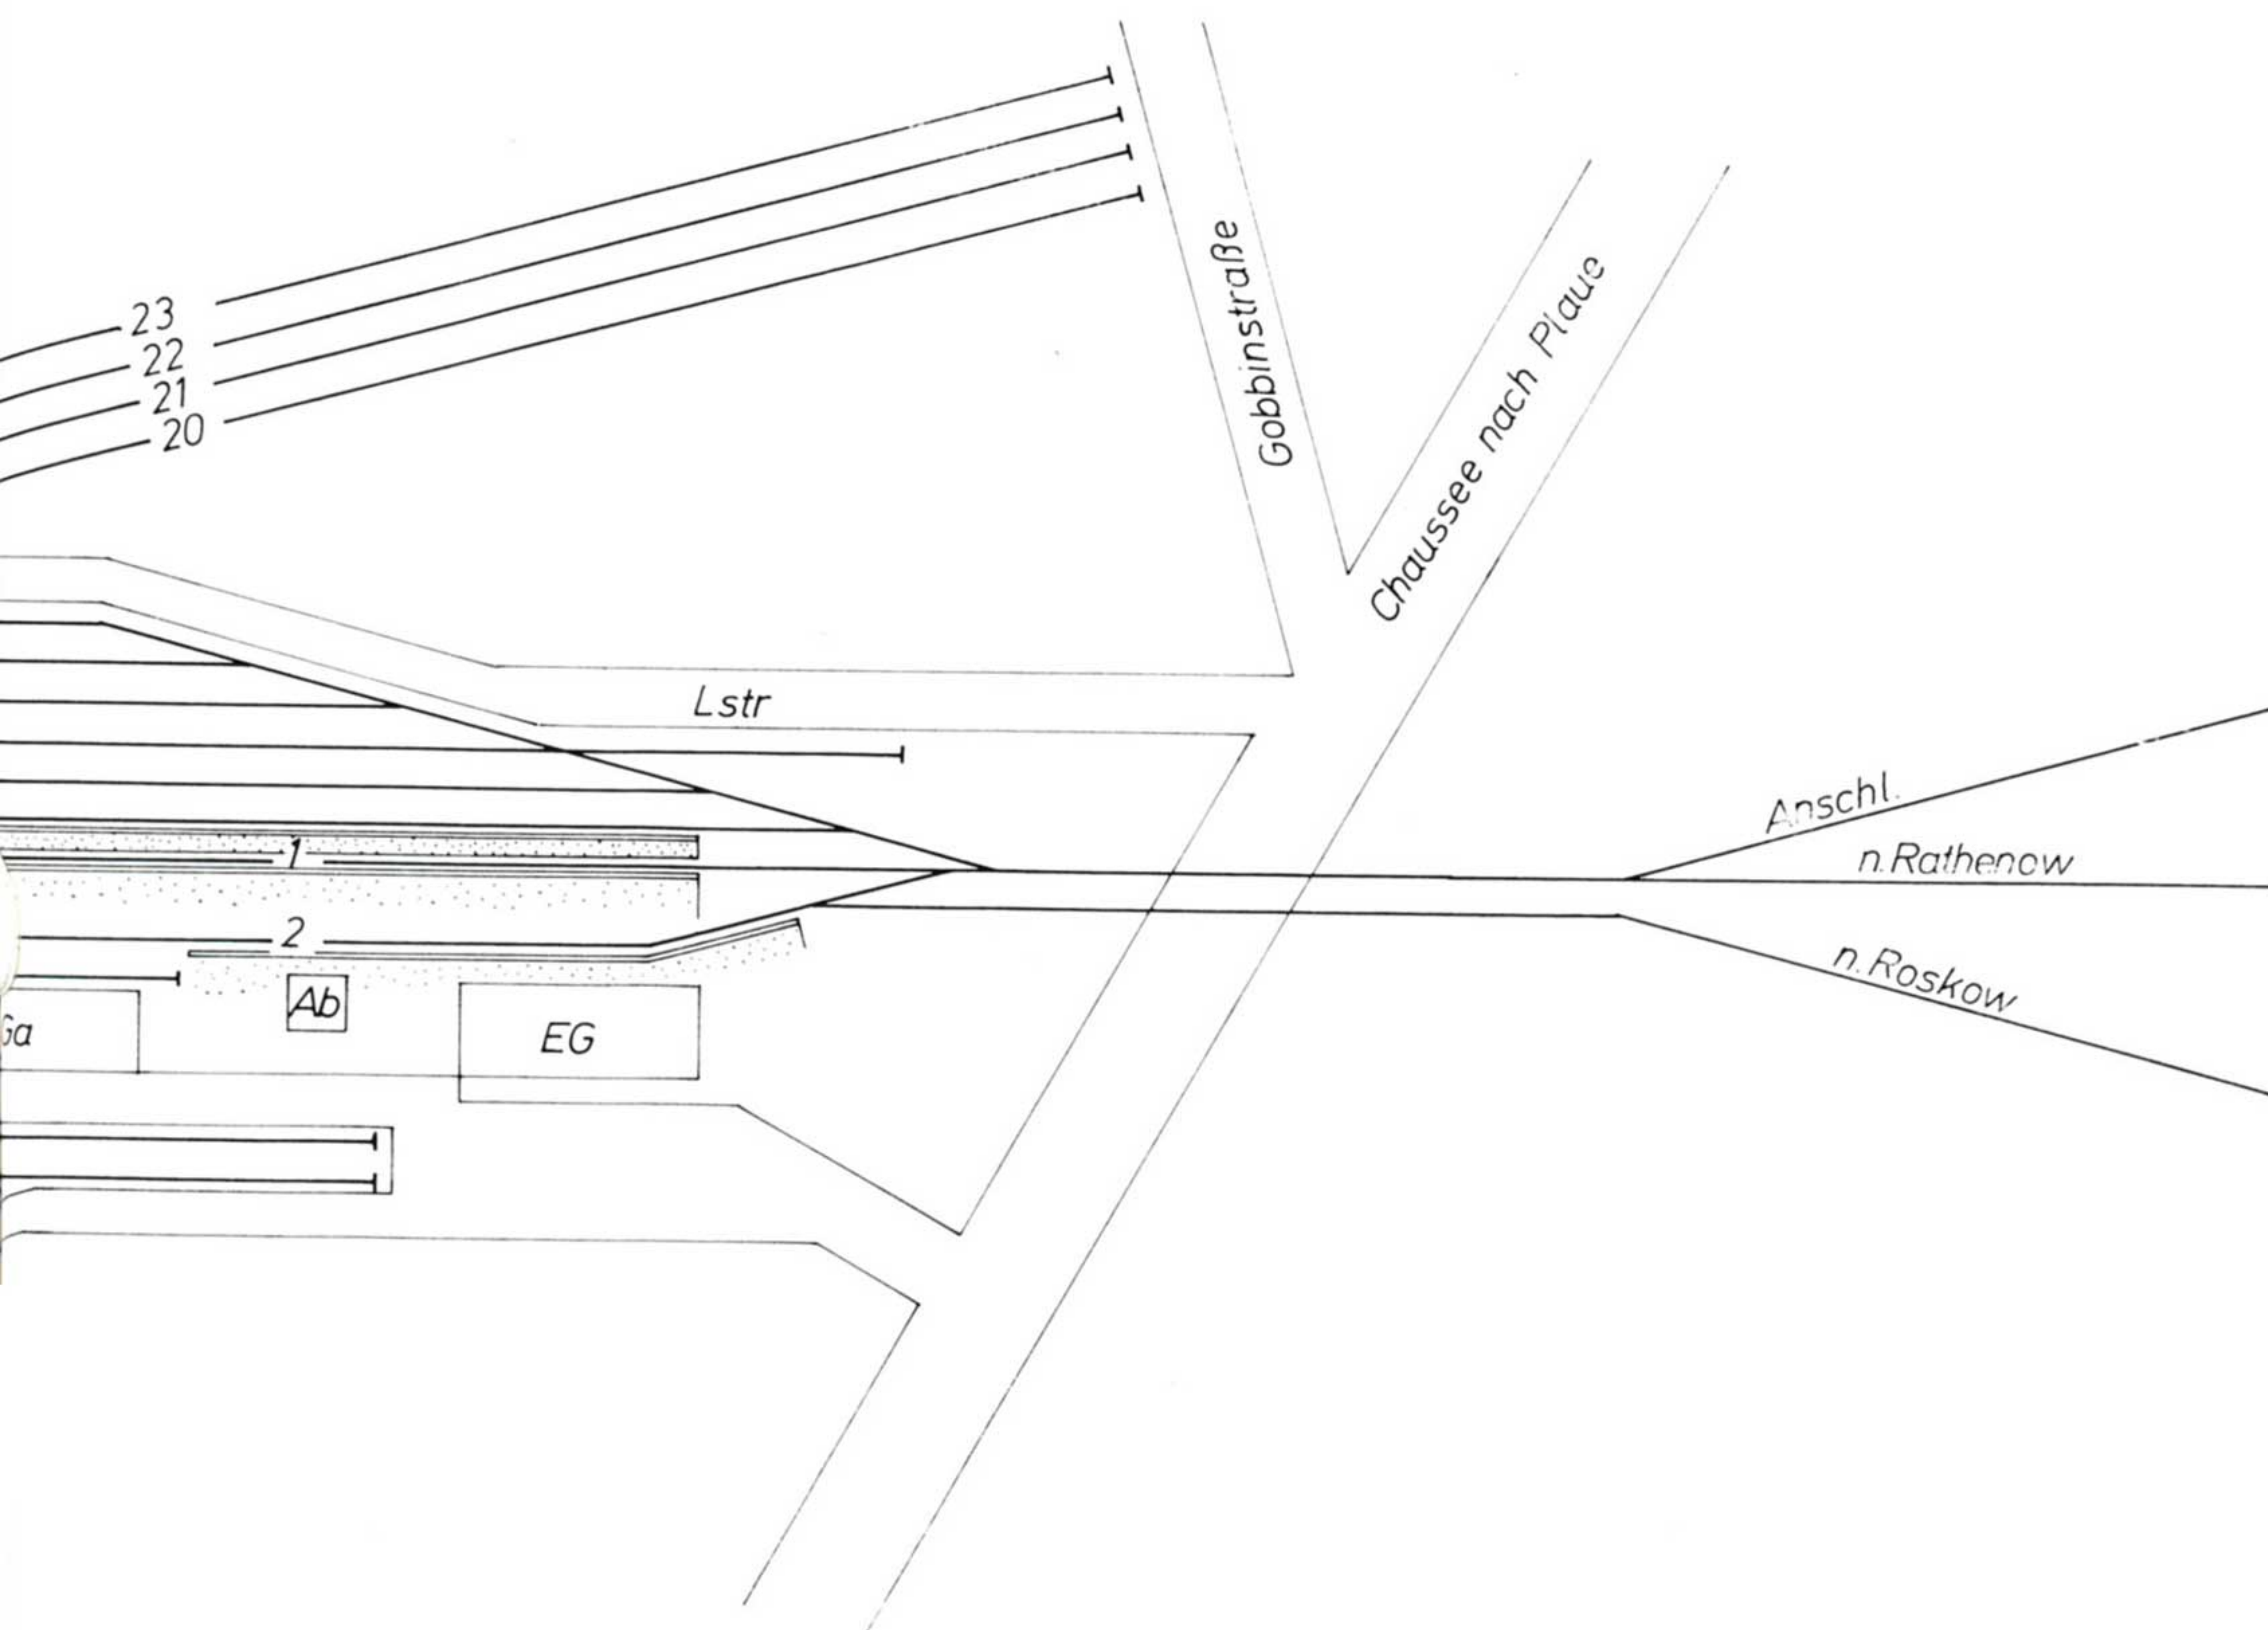 23
22
21
20
Gobbinstraße
Chaussee nach Plaue
Lstr
Anschl.
n.Rathenow
1
2
n.Roskow
Ab
Ga
EG